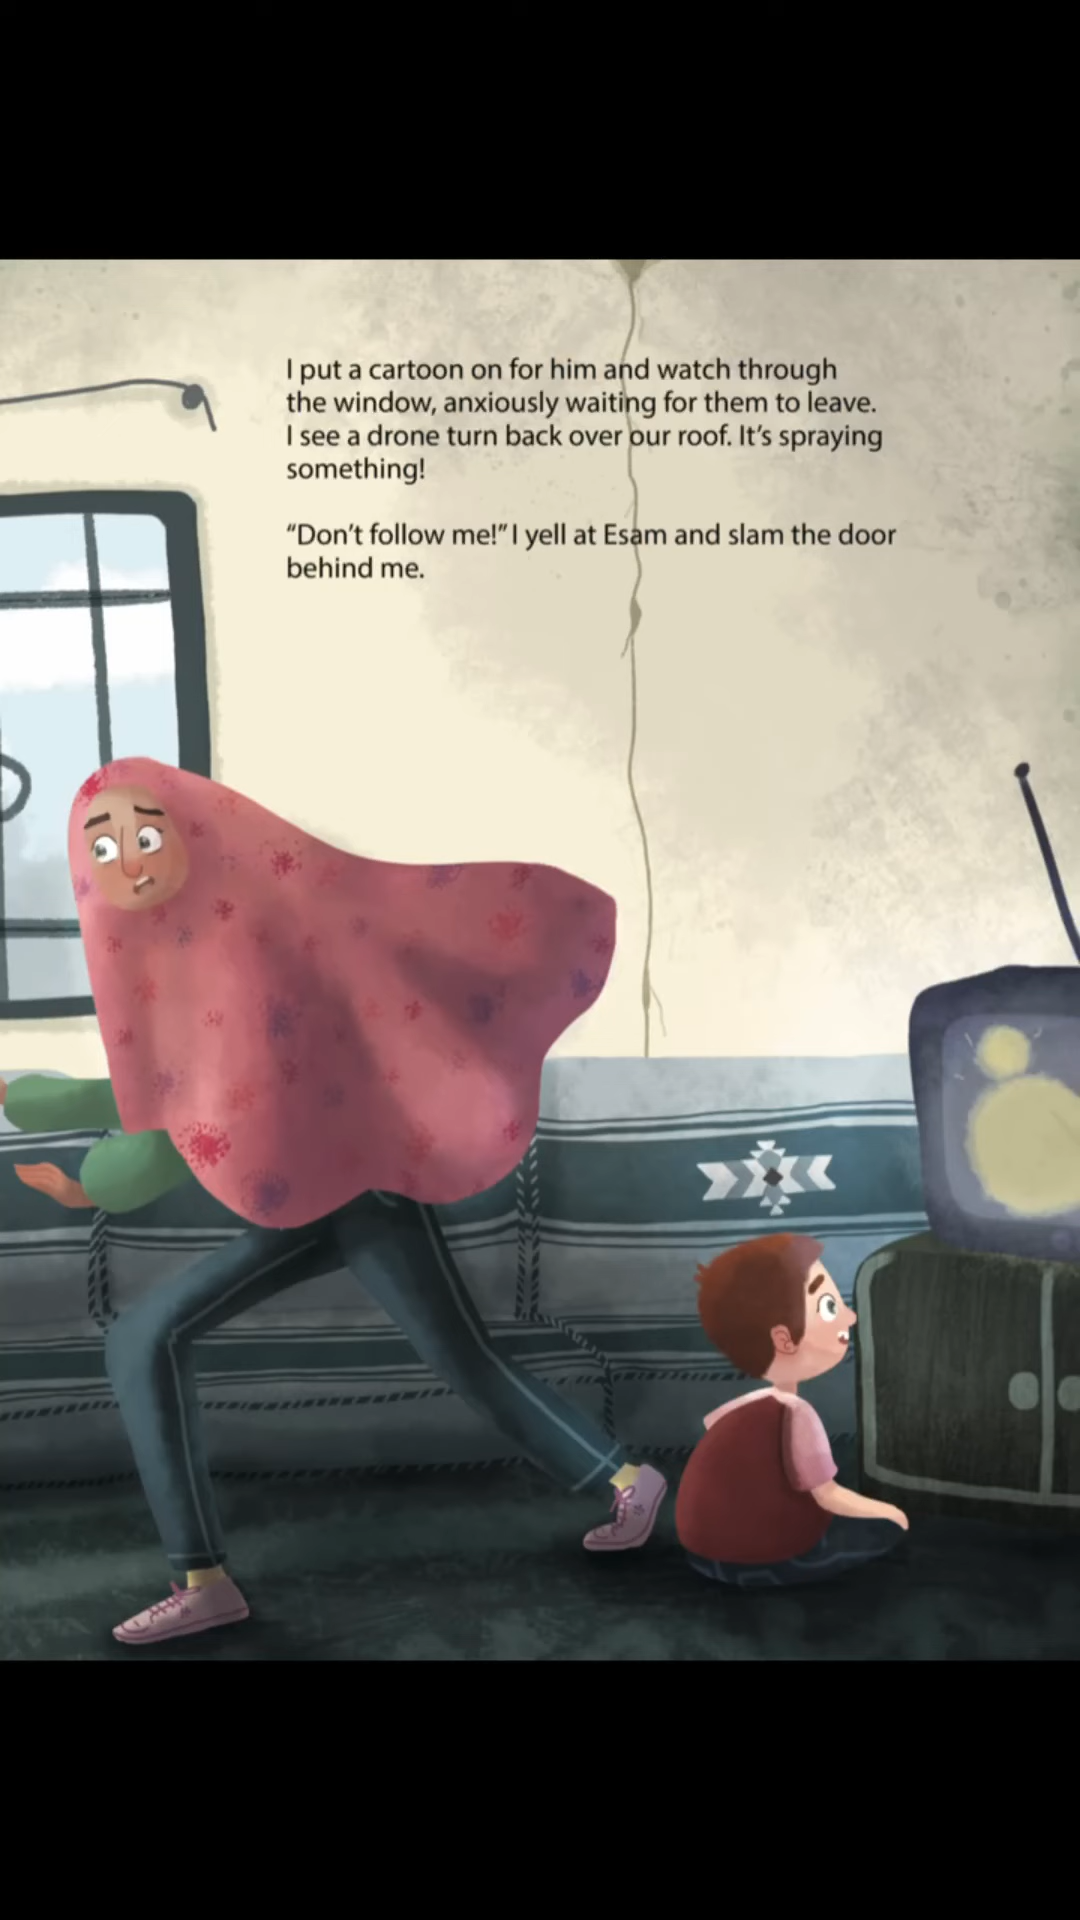 I put a cartoon on for him and watch through
the window, anxiously waiting for them to leave.
I see a drone turn back over our roof. It’s spraying
something!
“Don’t follow me!” I yell at Esam and slam the door
behind me.